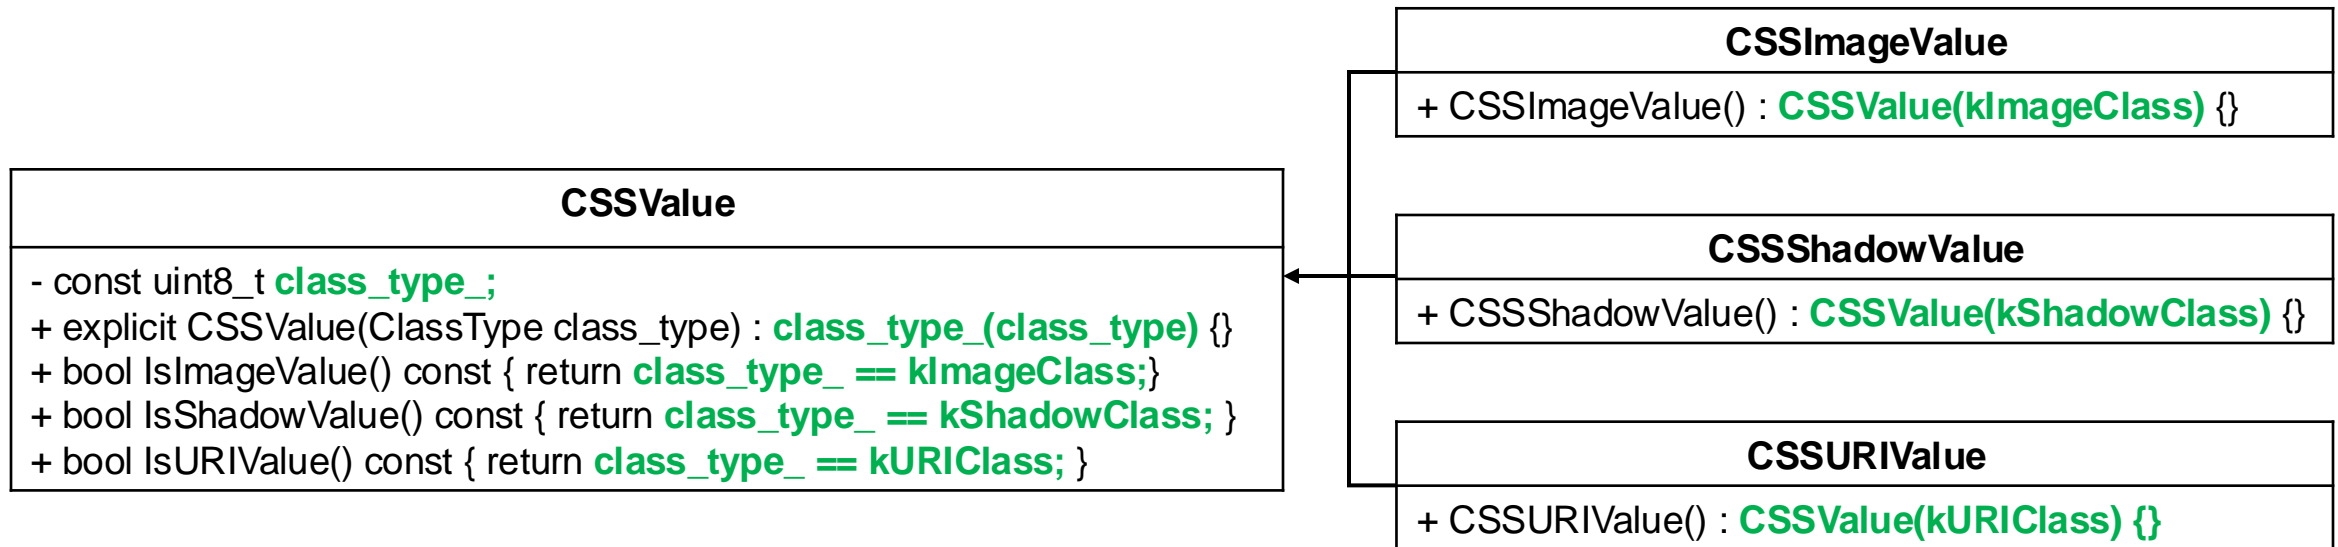 CSSImageValue
+ CSSImageValue() : CSSValue(kImageClass) {}
CSSValue
- const uint8_t class_type_;
+ explicit CSSValue(ClassType class_type) : class_type_(class_type) {}
+ bool IsImageValue() const { return class_type_ == kImageClass;}
+ bool IsShadowValue() const { return class_type_ == kShadowClass; }
+ bool IsURIValue() const { return class_type_ == kURIClass; }
CSSShadowValue
+ CSSShadowValue() : CSSValue(kShadowClass) {}
CSSURIValue
+ CSSURIValue() : CSSValue(kURIClass) {}